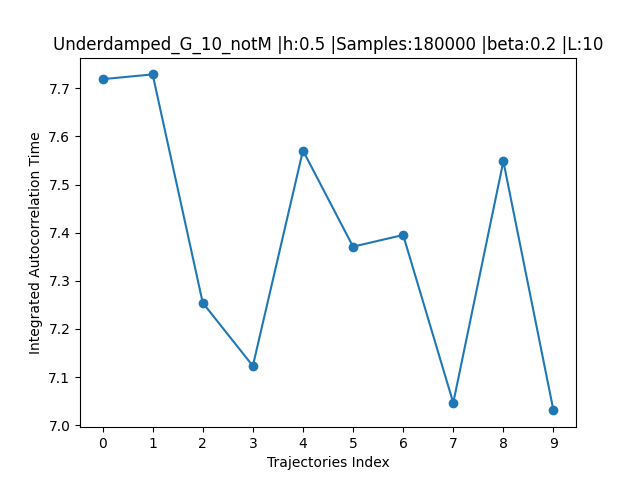 Underdamped_G_10_notM |h:0.5 |Samples:180000 |beta:0.2 |L:10
Integrated Autocorrelation Time
7.7
7.6
7.5
7.4
7.3
7.2
7.1
7.0
0 1 2 3 4 5 6 7 8 9
Trajectories Index